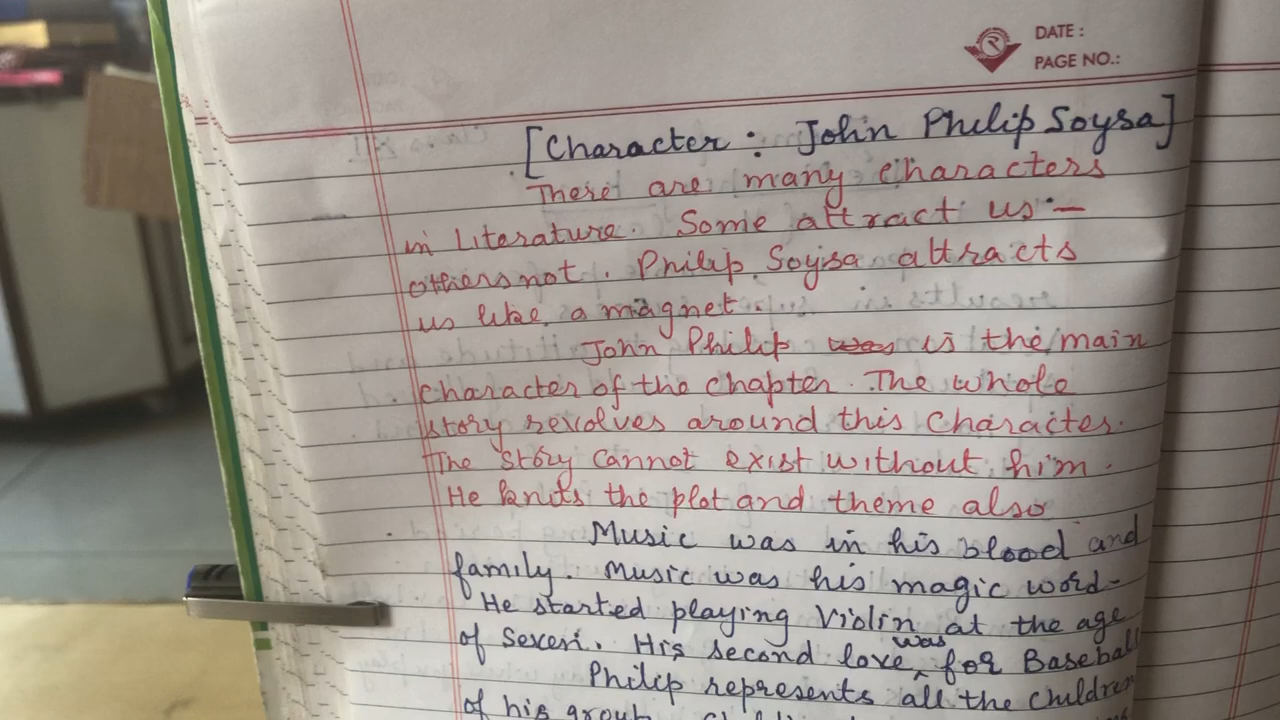 DATE :
PAGE NO.:
[Character : John Philip Soysa]
There are many characters
in literature. Some attract us –
others not. Philip Soysa attracts
us like a magnet.
John Philip was is the main
character of the chapter. The whole
story revolves around this character.
The story cannot exist without him.
He knits the plot and theme also
Music was in his blood and
family. Music was his magic word-
He started playing Violin at the age
of Seven. His second love was for Baseball
Philip represents all the children
of his group.